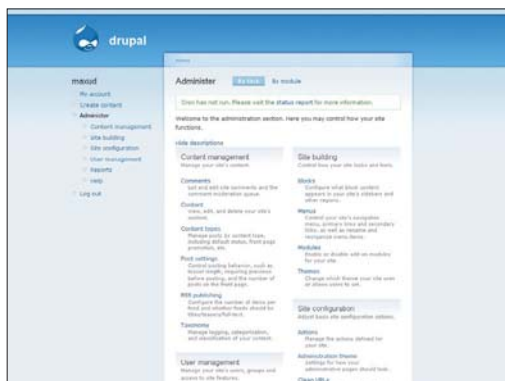 drupal
maxud
My account
Create content
Administer
Content management
Site building
Site configuration
User management
Reports
Help
Log out
Home
Administer
By task
By module
Cron has not run. Please visit the status report for more information.
Welcome to the administration section. Here you may control how your site
functions.
Hide descriptions
Content management
Manage your site's content.
Comments
List and edit site comments and the
comment moderation queue.
Content
View, edit, and delete your site's
content.
Content types
Manage posts by content type,
including default status, front page
promotion, etc.
Post settings
Control posting behavior, such as
teaser length, requiring previews
before posting, and the number of
posts on the front page.
RSS publishing
Configure the number of items per
feed and whether feeds should be
titles/teasers/full-text.
Taxonomy
Manage tagging, categorization,
and classification of your content.
User management
Manage your site's users, groups and
access to site features.
Site building
Control how your site looks and feels.
Blocks
Configure what block content
appears in your site's sidebars and
other regions.
Menus
Control your site's navigation
menu, primary links and secondary
links, as well as rename and
reorganize menu items.
Modules
Enable or disable add-on modules
for your site.
Themes
Change which theme your site uses
or allows users to set.
Site configuration
Adjust basic site configuration options.
Actions
Manage the actions defined for
your site.
Administration theme
Settings for how your
administrative pages should look.
Clean URLs